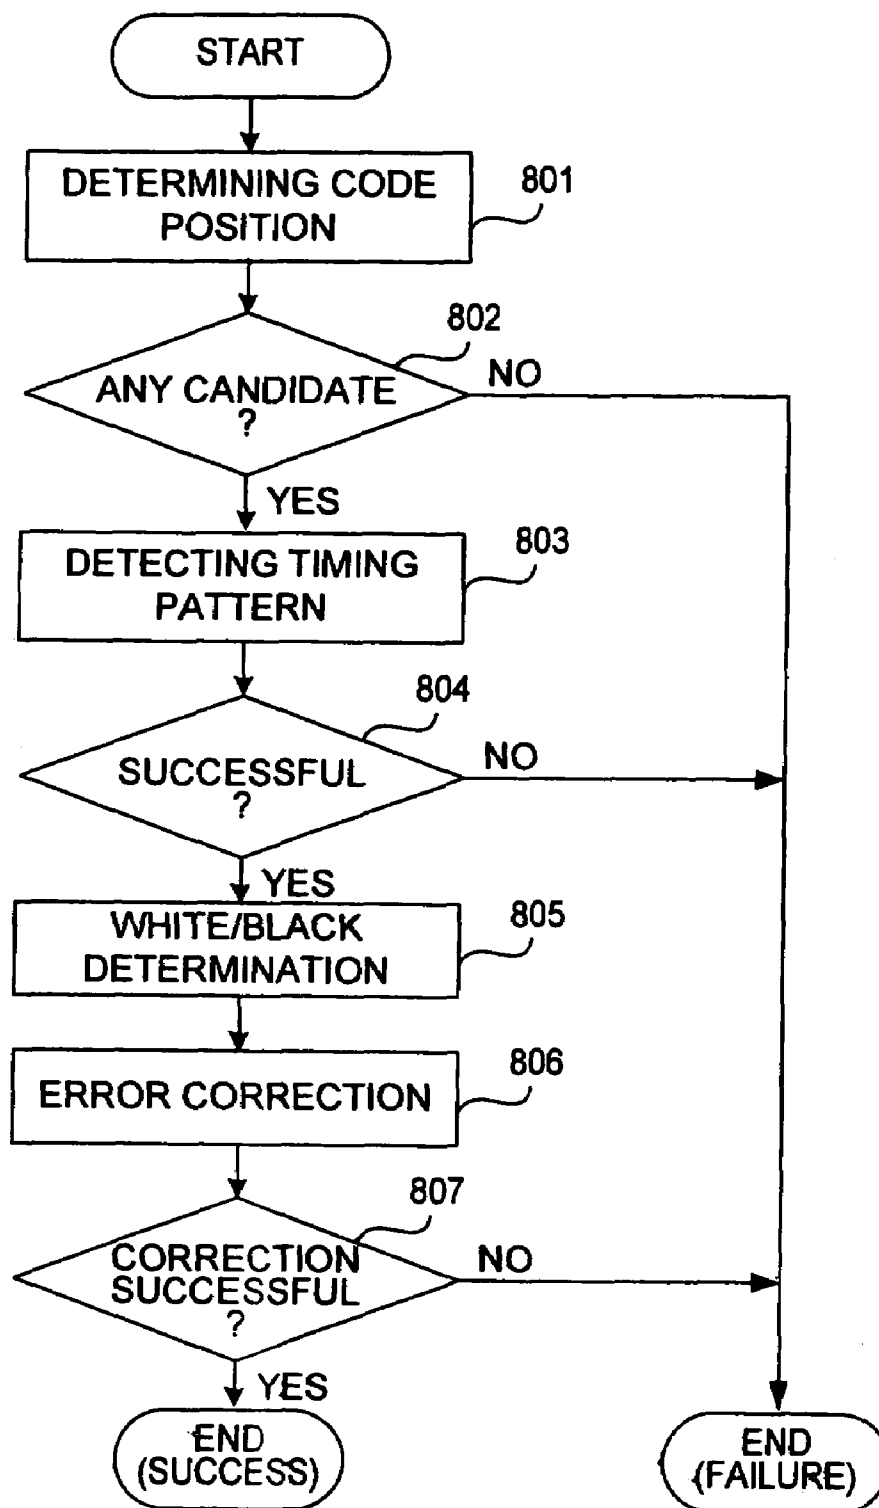 START
DETERMINING CODE
POSITION
801
802
ANY CANDIDATE
?
NO
YES
DETECTING TIMING
PATTERN
803
804
SUCCESSFUL
?
NO
YES
WHITE/BLACK
DETERMINATION
805
ERROR CORRECTION
806
807
CORRECTION
SUCCESSFUL
?
NO
YES
END
(SUCCESS)
END
(FAILURE)